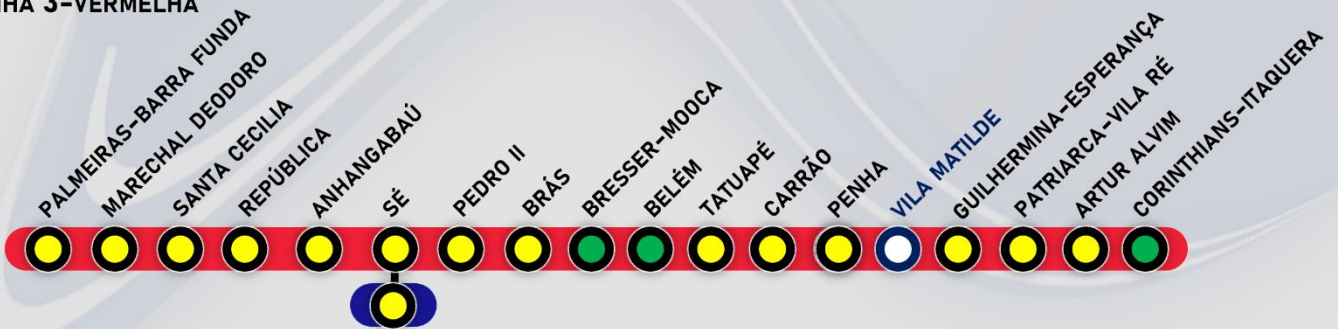 3-VERMELHA
PALMEIRAS-BARRA FUNDA
MARECHAL DEODORO
SANTA CECILIA
REPÚBLICA
ANHANGABAÚ
SÉ
PEDRO II
BRÁS
BRESSER-MOOCA
BELÉM
TATUAPÉ
CARRÃO
PENHA
VILA MATILDE
GUILHERMINA-ESPERANÇA
PATRIARCA-VILA RÉ
ARTUR ALVIM
CORINTHIANS-ITAQUERA